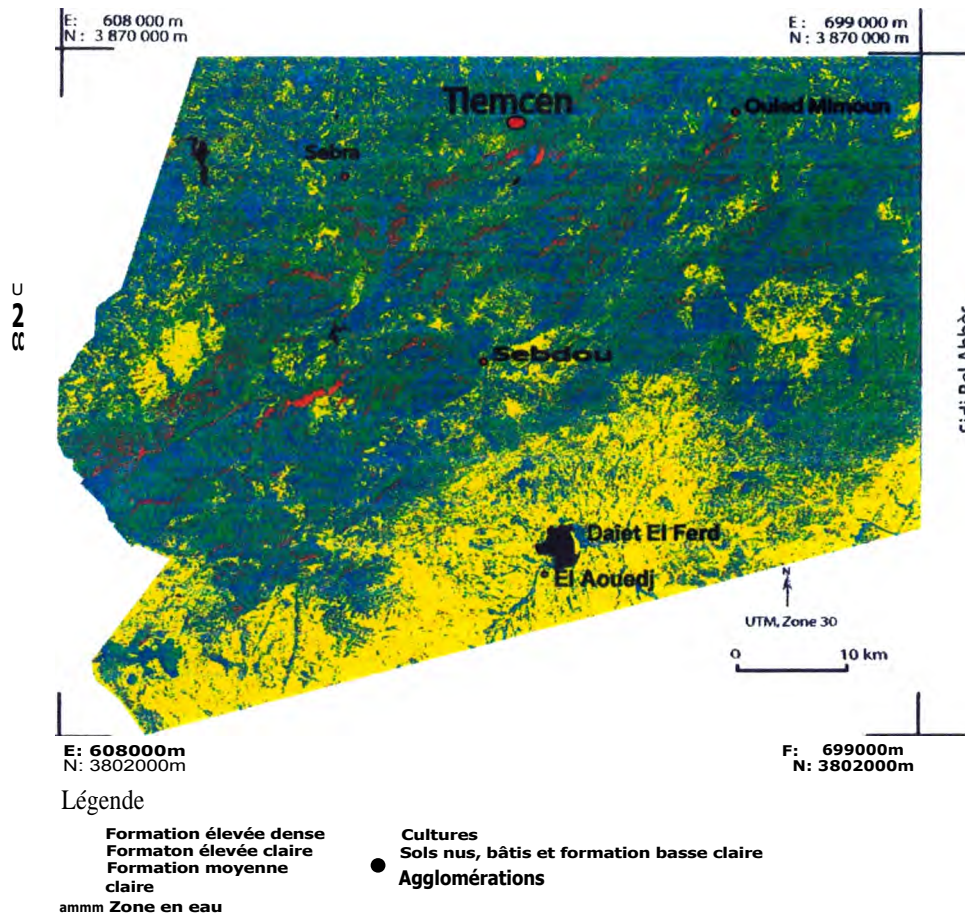 E: 608 000 m
N: 3 870 000 m
E: 699 000 m
N: 3 870 000 m
Tlemcen
Ouled Mimoun
Sebra
Sebdou
Daïet El Ferd
El Aouedj
N
UTM, Zone 30
0 10 km
E: 608000m
N: 3802000m
F: 699000m
N: 3802000m
Légende
Formation élevée dense
Formaton élevée claire
Formation moyenne
claire
ammm Zone en eau
Cultures
Sols nus, bâtis et formation basse claire
Agglomérations